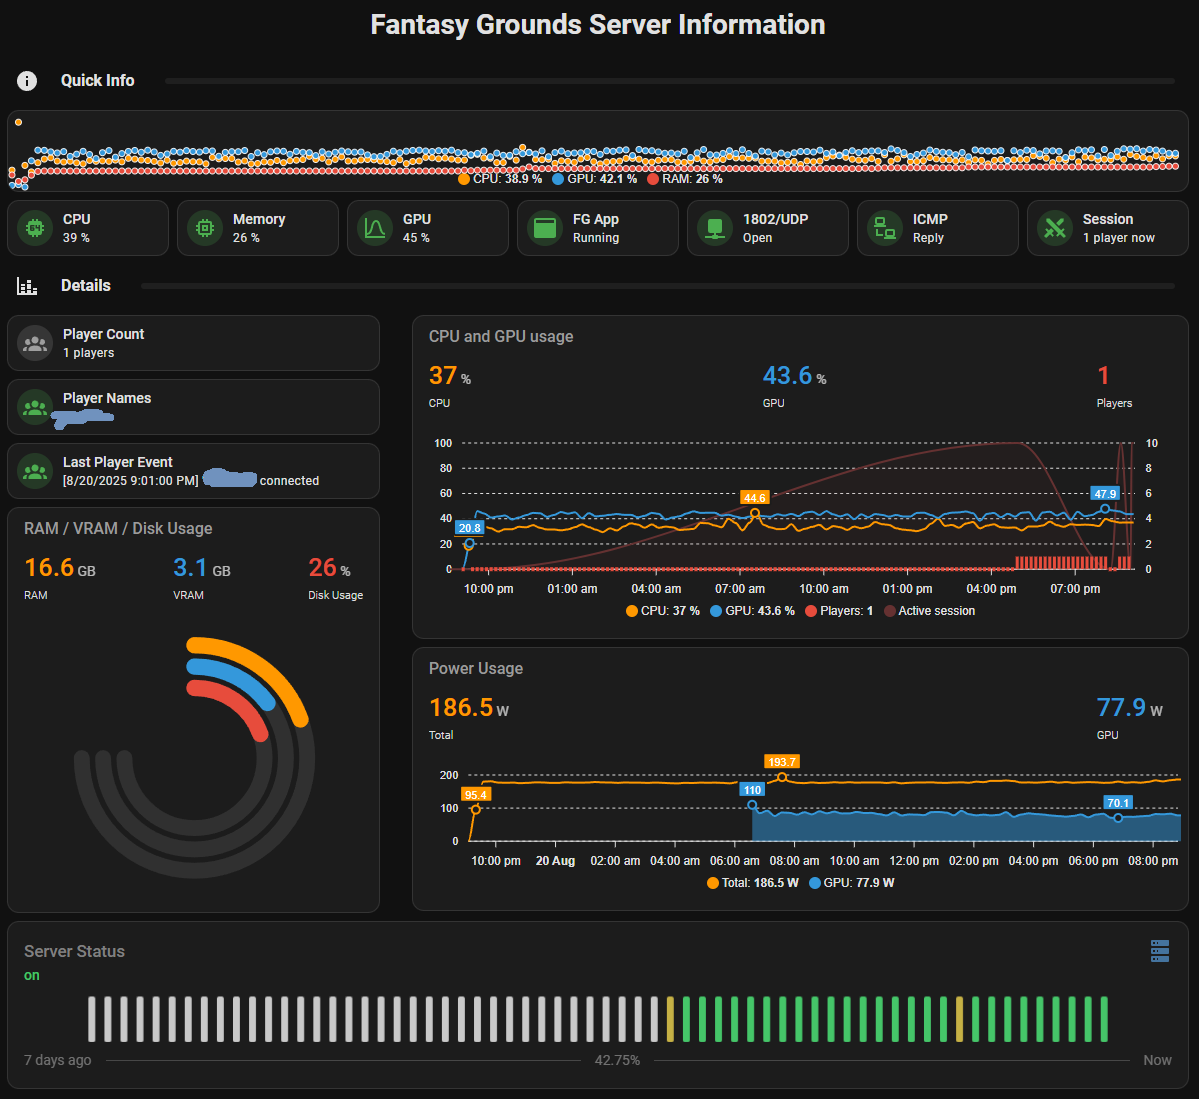 Fantasy Grounds Server Information
Quick Info
CPU: 38.9 % GPU: 42.1 % RAM: 26 %
CPU
39 %
Memory
26 %
GPU
45 %
FG App
Running
1802/UDP
Open
ICMP
Reply
Session
1 player now
Details
Player Count
1 players
Player Names
Last Player Event
[8/20/2025 9:01:00 PM] connected
RAM / VRAM / Disk Usage
16.6 GB
RAM
3.1 GB
VRAM
26 %
Disk Usage
CPU and GPU usage
37 %
CPU
43.6 %
GPU
1
Players
100 10
80 8
60 6
40 4
20 2
0 0
20.8
44.6
47.9
10:00 pm 01:00 am 04:00 am 07:00 am 10:00 am 01:00 pm 04:00 pm 07:00 pm
CPU: 37 % GPU: 43.6 % Players: 1 Active session
Power Usage
186.5 W
Total
77.9 W
GPU
200
100
0
95.4
110
193.7
70.1
10:00 pm 20 Aug 02:00 am 04:00 am 06:00 am 08:00 am 10:00 am 12:00 pm 02:00 pm 04:00 pm 06:00 pm 08:00 pm
Total: 186.5 W GPU: 77.9 W
Server Status
on
7 days ago 42.75% Now